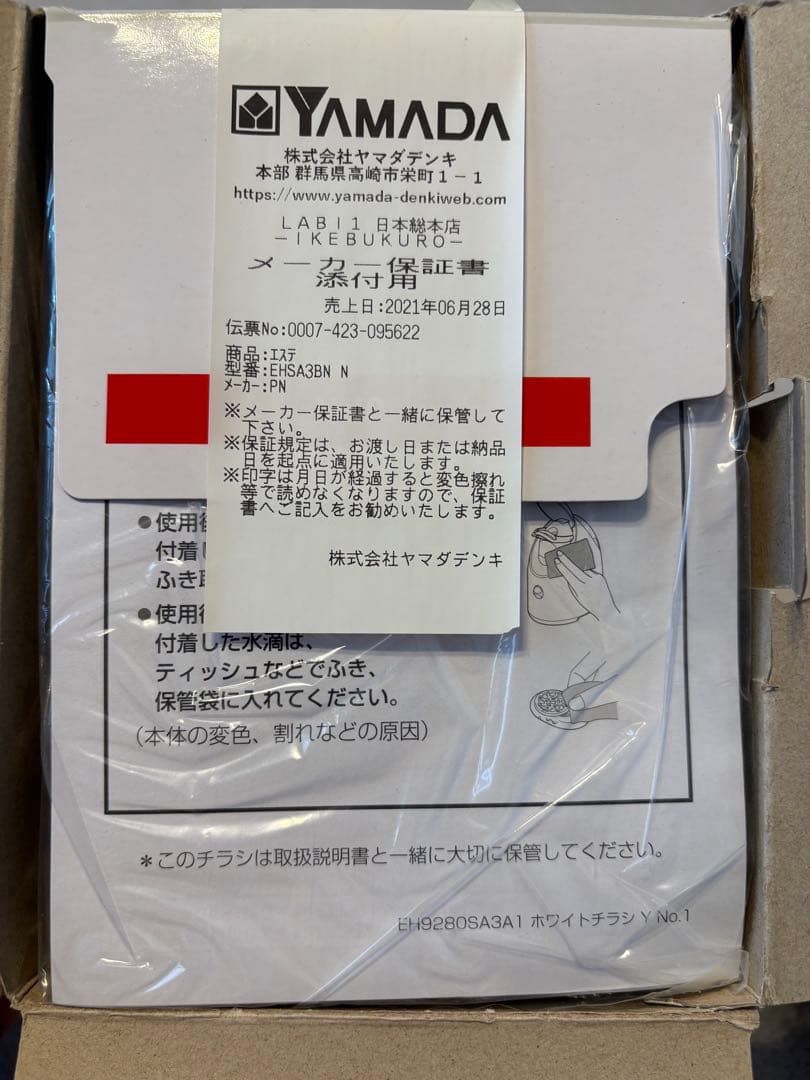 YAMADA
株式会社ヤマダデンキ
本部 群馬県高崎市栄町1-1
https://www.yamada-denkiweb.com
LABI1 日本総本店
-IKEBUKURO-
メーカー保証書
添付用
売上日:2021年06月28日
伝票No:0007-423-095622
商品:エステ
型番:EHSA3BN N
メーカー:PN
※メーカー保証書と一緒に保管して
下さい。
※保証規定は、お渡し日または納品
日を起点に適用いたします。
※印字は月日が経過すると変色擦れ
等で読めなくなりますので、保証
書へご記入をお勧めいたします。
株式会社ヤマダデンキ
●使用後
付着し
ふき取
●使用後
付着した水滴は、
ティッシュなどでふき、
保管袋に入れてください。
(本体の変色、割れなどの原因)
*このチラシは取扱説明書と一緒に大切に保管してください。
EH9280SA3A1 ホワイトチラシ Y No.1